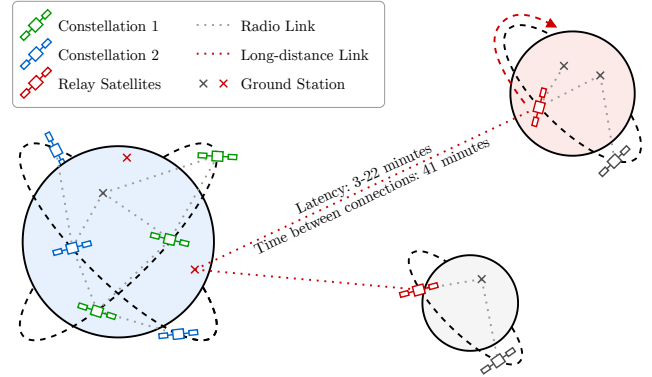 Constellation 1
Constellation 2
Relay Satellites
Radio Link
Long-distance Link
Ground Station
Latency: 3-22 minutes
Time between connections: 41 minutes